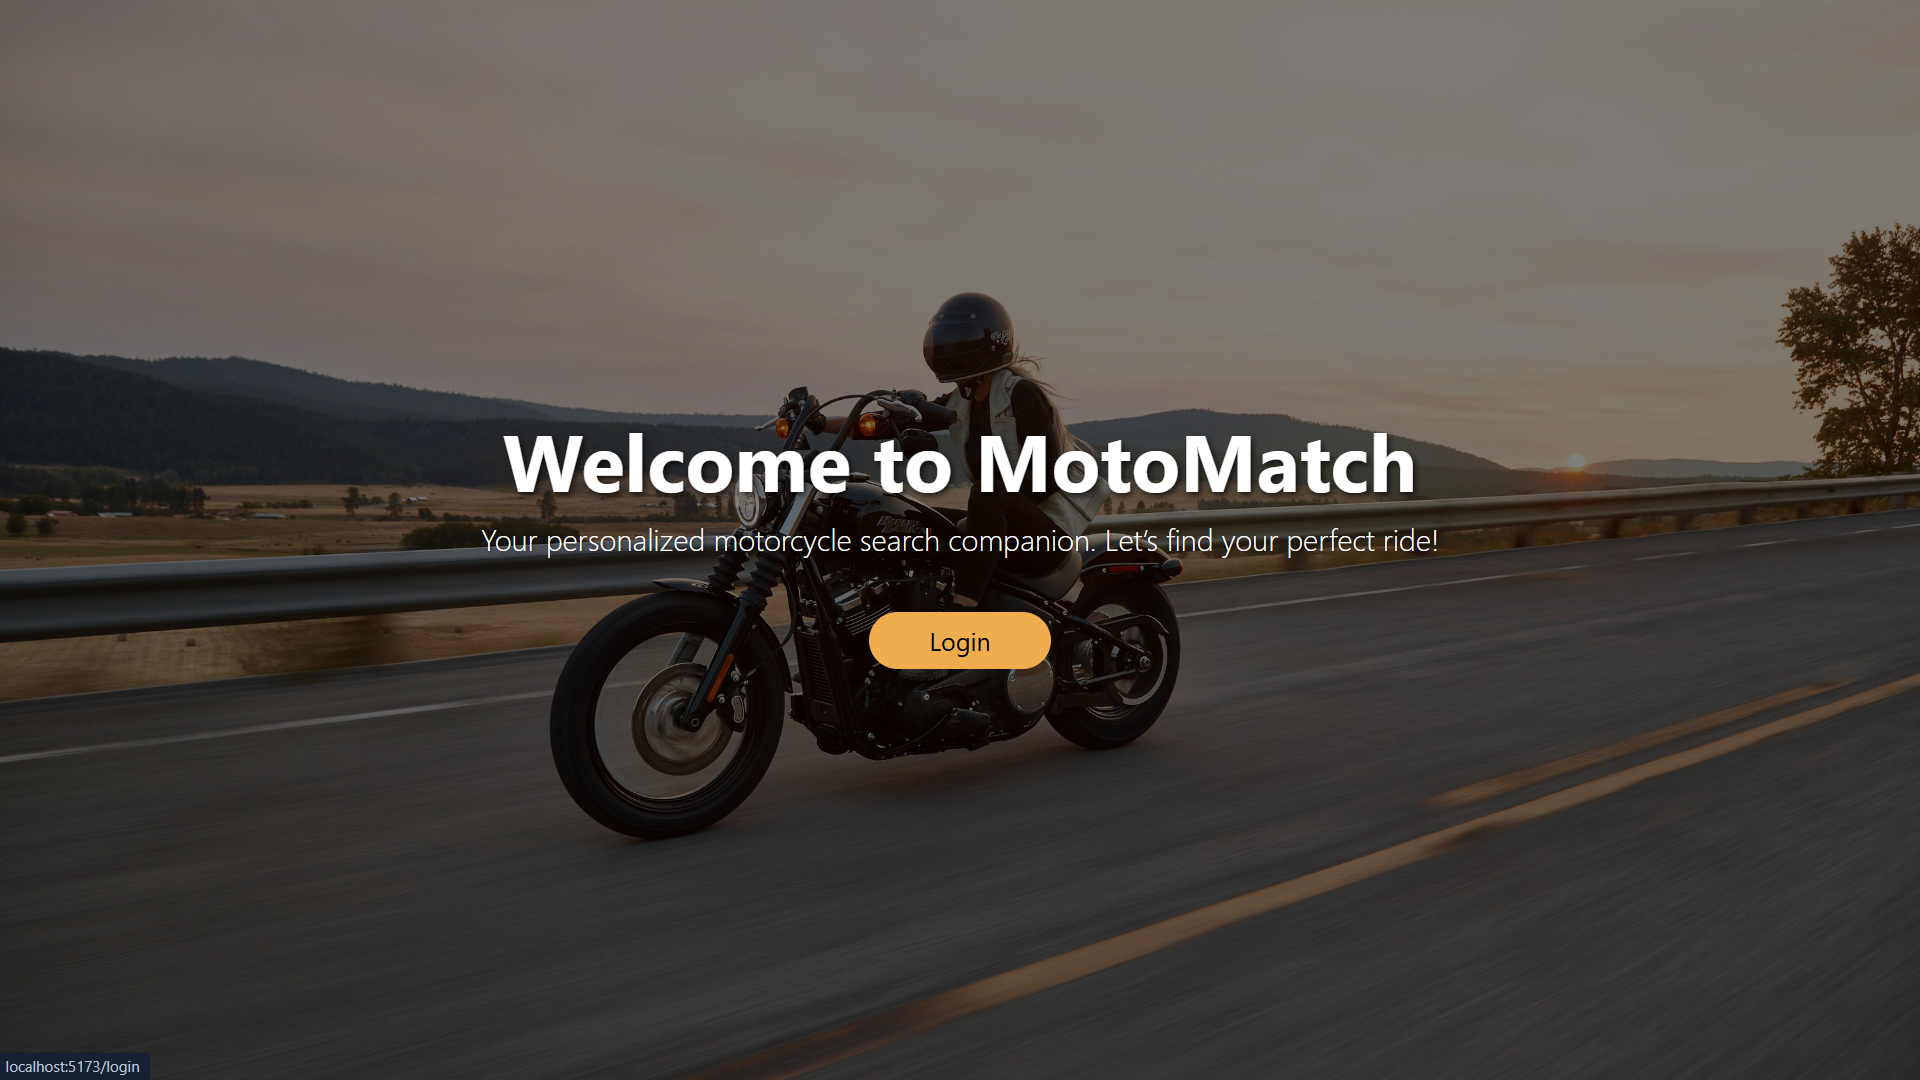 Welcome to MotoMatch
Your personalized motorcycle search companion. Let’s find your perfect ride!
Login
localhost:5173/login